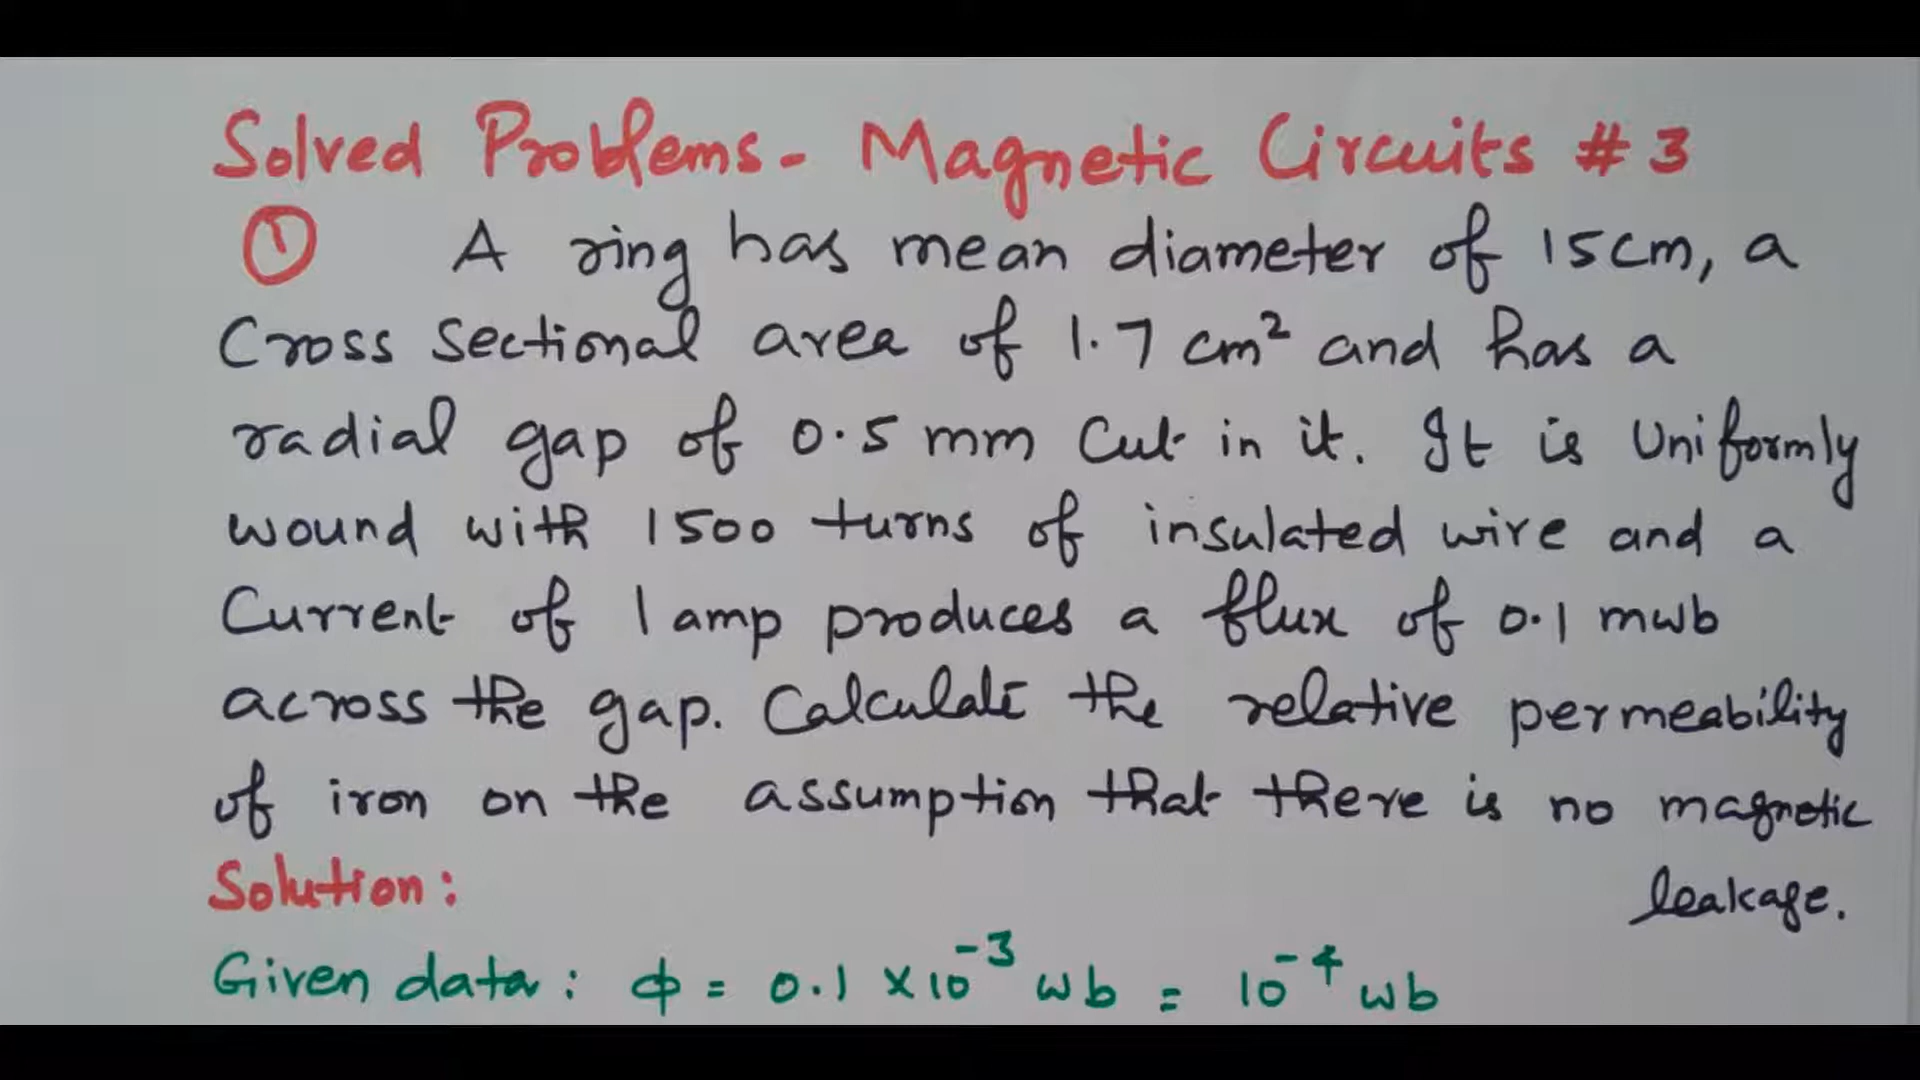 Solved Problems - Magnetic Circuits # 3
① A ring has mean diameter of 15cm, a
Cross sectional area of 1.7 cm² and has a
radial gap of 0.5 mm cut in it. It is Uniformly
wound with 1500 turns of insulated wire and a
Current of 1 amp produces a flux of 0.1 mwb
across the gap. Calculate the relative permeability
of iron on the assumption that there is no magnetic
leakage.
Solution:
Given data: ϕ = 0.1 × 10⁻³ wb = 10⁻⁴ wb